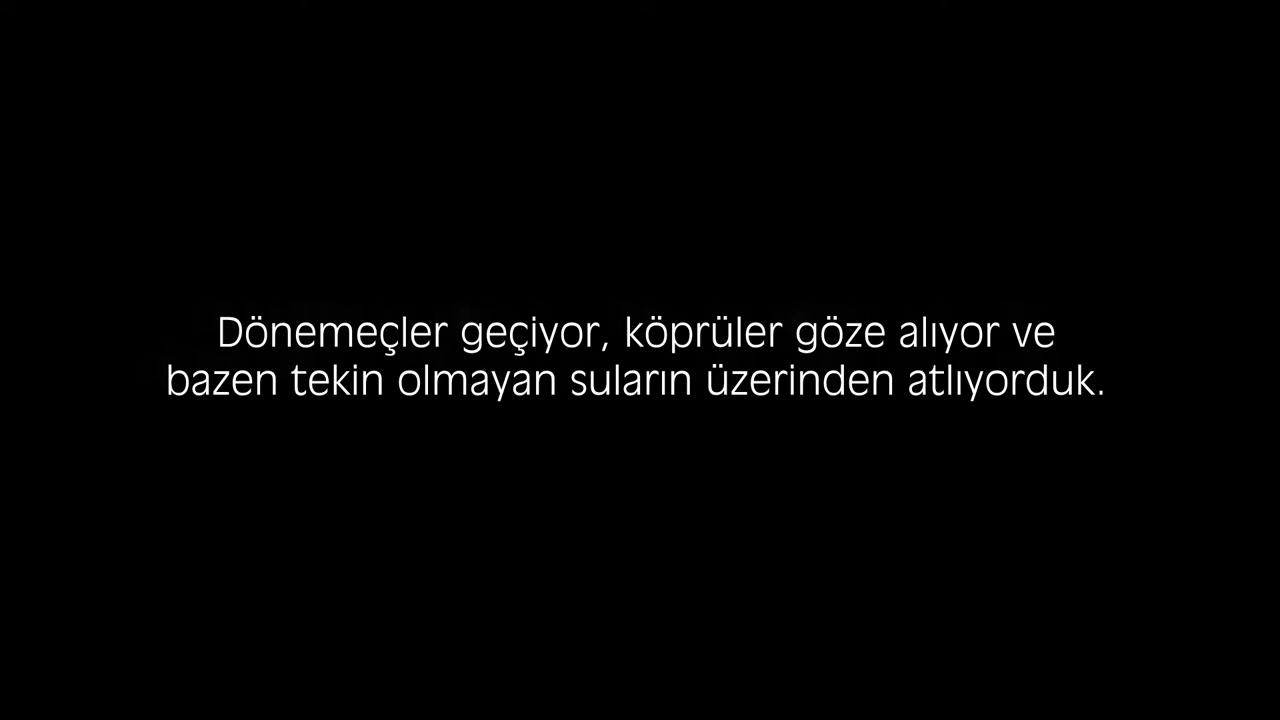 Dönemeçler geçiyor, köprüler göze alıyor ve
bazen tekin olmayan suların üzerinden atlıyorduk.